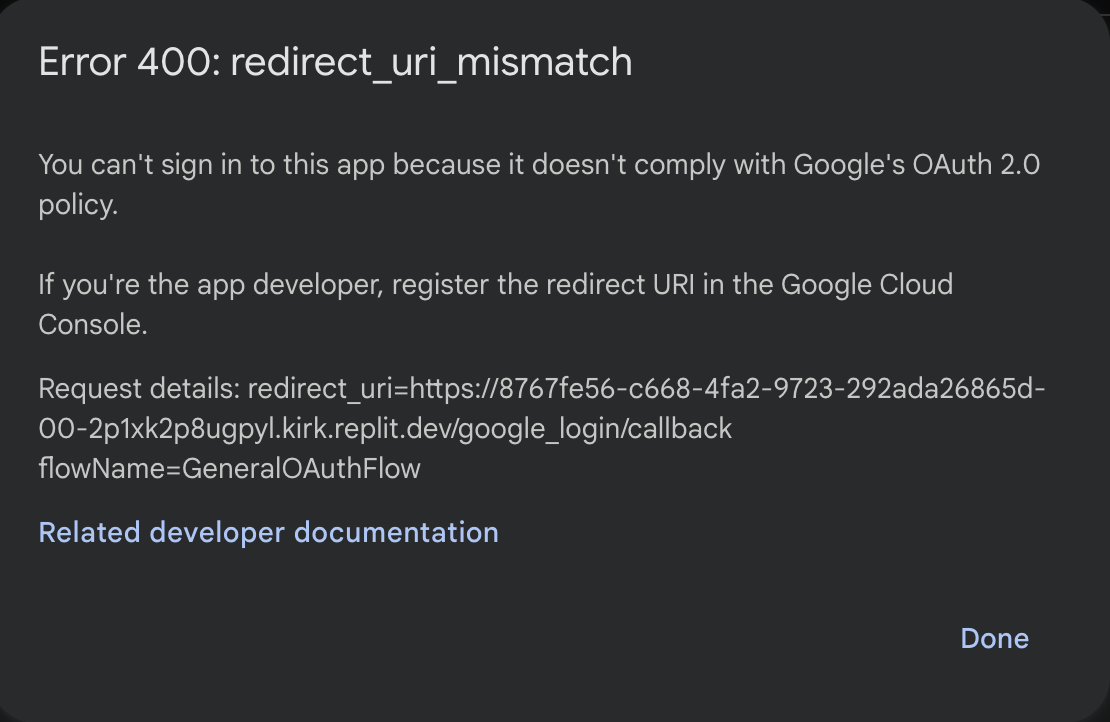 Error 400: redirect_uri_mismatch
You can't sign in to this app because it doesn't comply with Google's OAuth 2.0
policy.
If you're the app developer, register the redirect URI in the Google Cloud
Console.
Request details: redirect_uri=https://8767fe56-c668-4fa2-9723-292ada26865d-
00-2p1xk2p8ugpyl.kirk.replit.dev/google_login/callback
flowName=GeneralOAuthFlow
Related developer documentation
Done